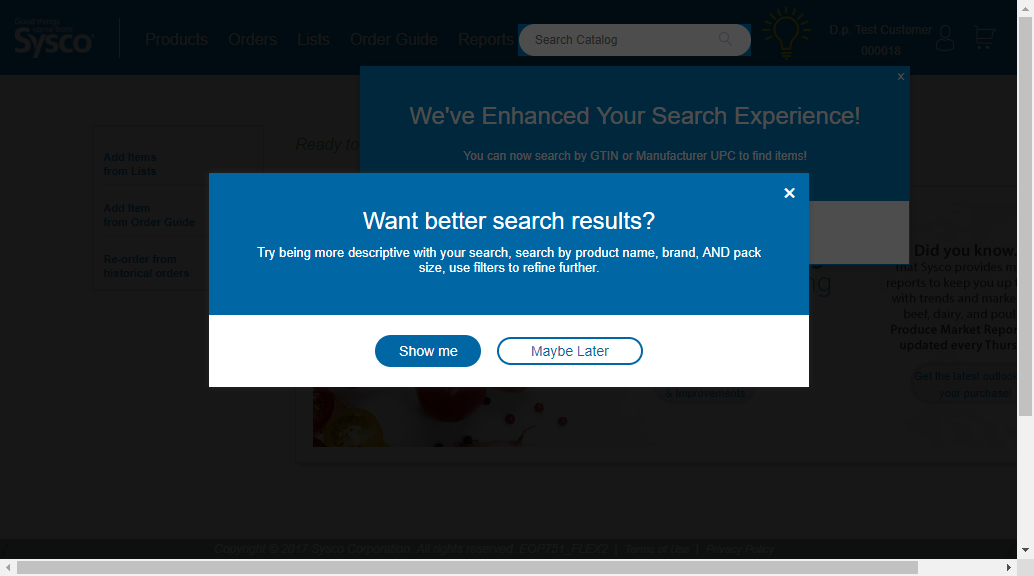 Good things
come from
Sysco
Products Orders Lists Order Guide Reports
Search Catalog
D.p. Test Customer
000018
x
We've Enhanced Your Search Experience!
You can now search by GTIN or Manufacturer UPC to find items!
Ready to
Add Items
from Lists
Add Item
from Order Guide
Re-order from
historical orders
×
Want better search results?
Try being more descriptive with your search, search by product name, brand, AND pack
size, use filters to refine further.
Show me
Maybe Later
Did you know.
that Sysco provides m
reports to keep you up
with trends and marke
beef, dairy, and poul
Produce Market Repor
updated every Thurs
Get the latest outlook
your purchase!
ng
& improvements.
Copyright © 2017 Sysco Corporation. All rights reserved. EOP751_FLEX2 | Terms of Use | Privacy Policy